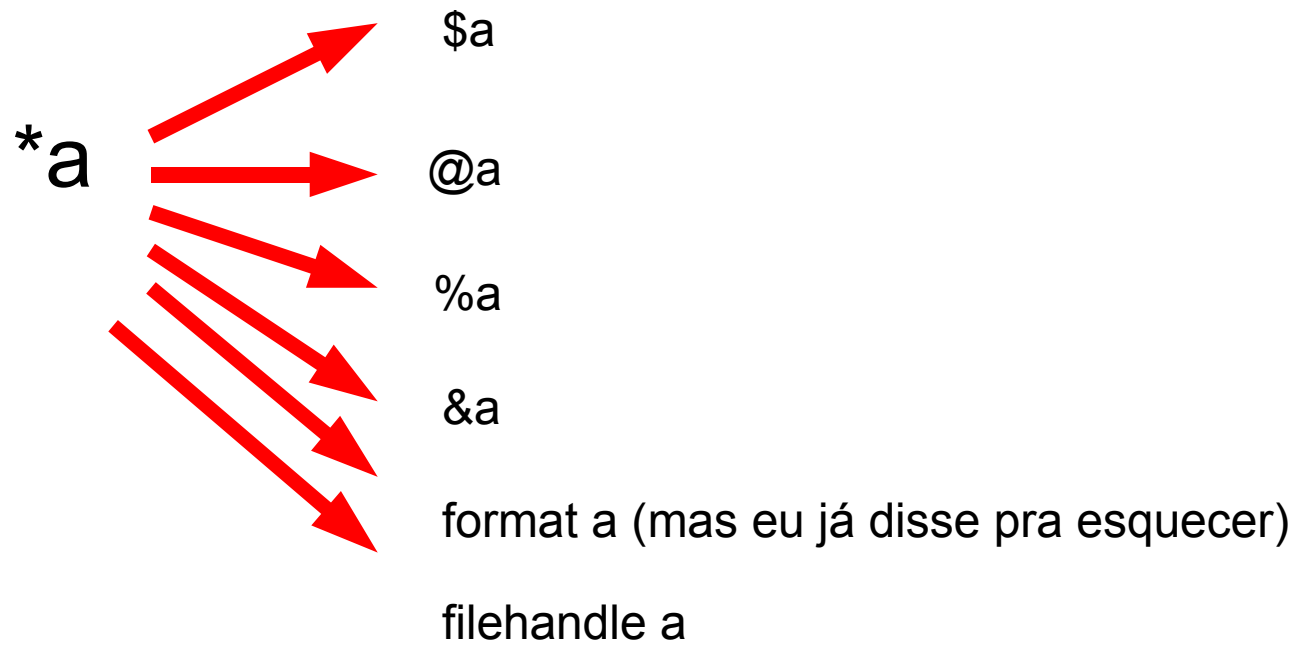 *a
$a
@a
%a
&a
format a (mas eu já disse pra esquecer)
filehandle a